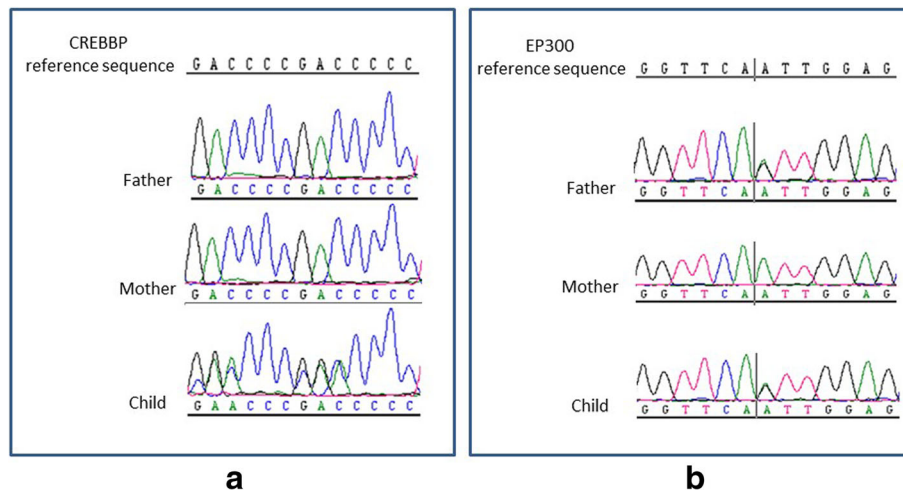 CREBBP
reference sequence
G A C C C C G A C C C C C
Father
G A C C C C G A C C C C C
Mother
G A C C C C G A C C C C C
Child
G A A C C C G A C C C C C
a
EP300
reference sequence
G G T T C A A T T G G A G
Father
G G T T C A A T T G G A G
Mother
G G T T C A A T T G G A G
Child
G G T T C A A T T G G A G
b